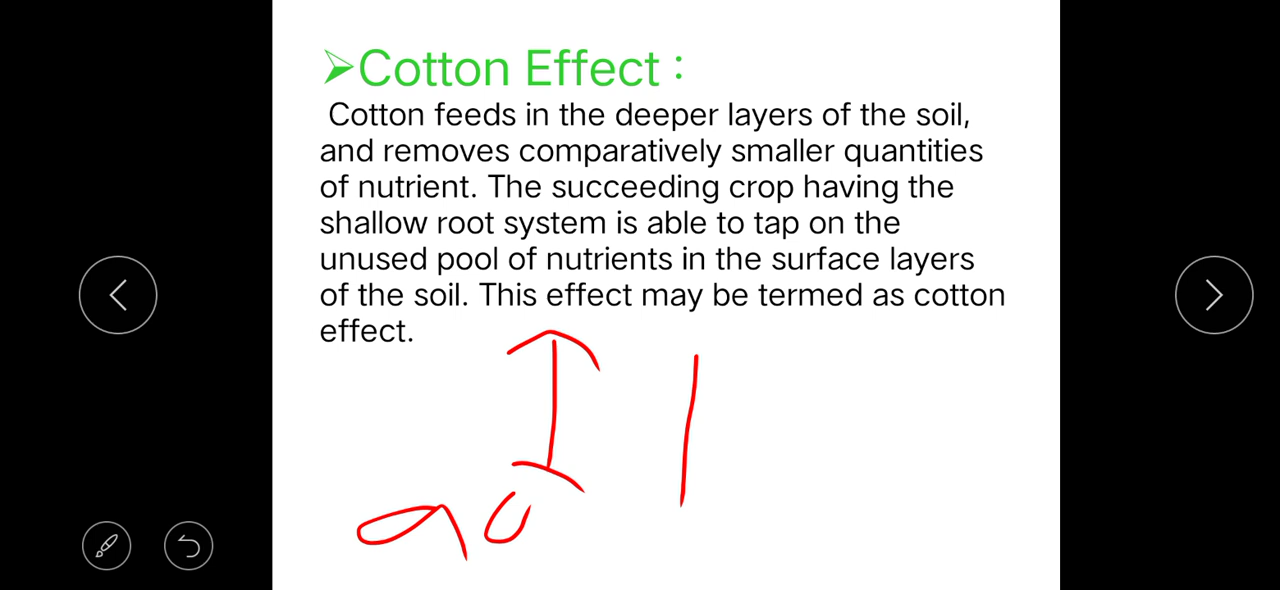 ➢Cotton Effect :
Cotton feeds in the deeper layers of the soil,
and removes comparatively smaller quantities
of nutrient. The succeeding crop having the
shallow root system is able to tap on the
unused pool of nutrients in the surface layers
of the soil. This effect may be termed as cotton
effect.